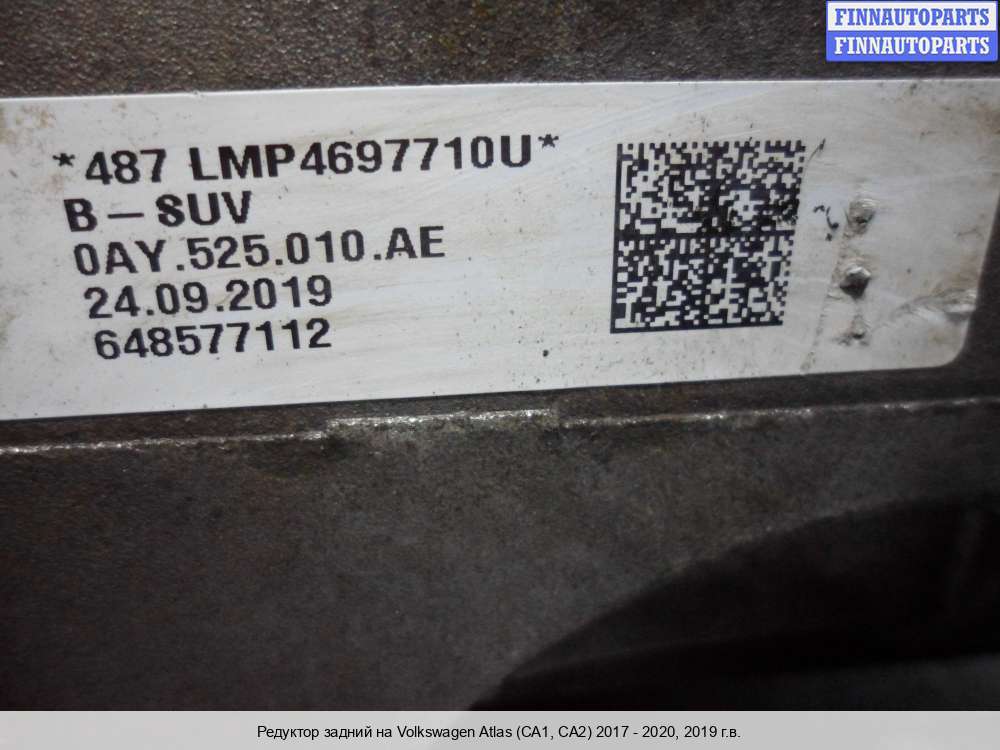 FINNAUTOPARTS
FINNAUTOPARTS
*487 LMP4697710U*
B-SUV
0AY.525.010.AE
24.09.2019
648577112
Редуктор задний на Volkswagen Atlas (CA1, CA2) 2017 - 2020, 2019 г.в.